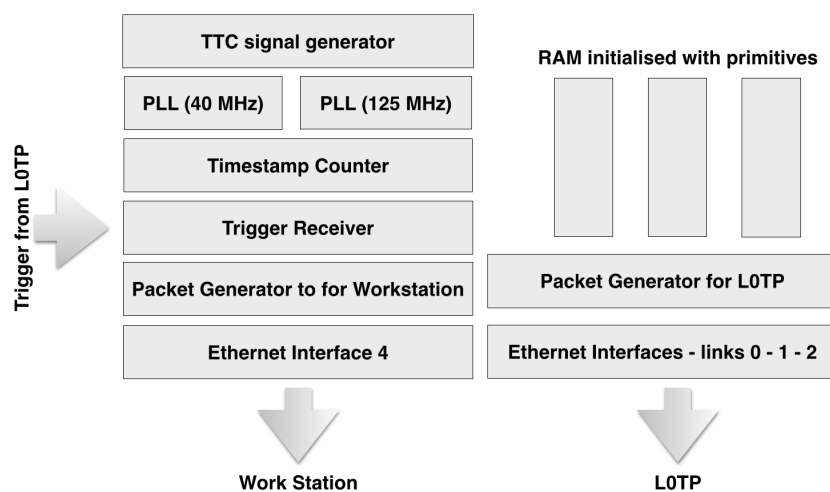 TTC signal generator
PLL (40 MHz)
PLL (125 MHz)
Timestamp Counter
Trigger Receiver
Packet Generator to for Workstation
Ethernet Interface 4
Trigger from L0TP
Work Station
RAM initialised with primitives
Packet Generator for L0TP
Ethernet Interfaces - links 0 - 1 - 2
L0TP